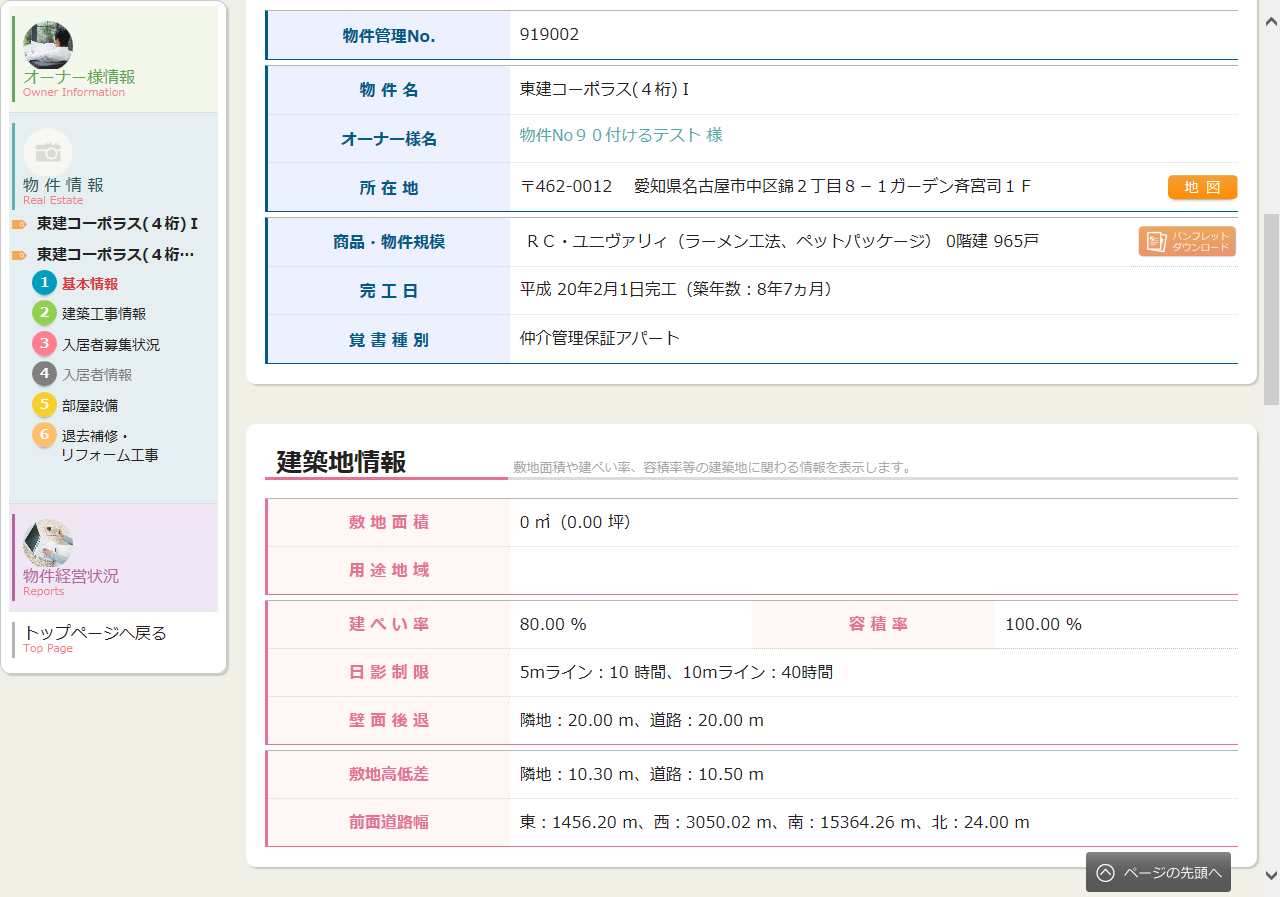 オーナー様情報
Owner Information
物 件 情 報
Real Estate
東建コーポラス(４桁)Ⅰ
東建コーポラス(４桁…
1 基本情報
2 建築工事情報
3 入居者募集状況
4 入居者情報
5 部屋設備
6 退去補修・
リフォーム工事
物件経営状況
Reports
トップページへ戻る
Top Page
物件管理No. 919002
物 件 名 東建コーポラス(４桁)Ⅰ
オーナー様名 物件No９０付けるテスト 様
所 在 地 〒462-0012　愛知県名古屋市中区錦２丁目８－１ガーデン斉宮司１Ｆ 地 図
商品・物件規模 ＲＣ・ユニヴァリィ（ラーメン工法、ペットパッケージ） 0階建 965戸 パンフレット
ダウンロード
完 工 日 平成 20年2月1日完工（築年数：8年7ヵ月）
覚 書 種 別 仲介管理保証アパート
建築地情報 敷地面積や建ぺい率、容積率等の建築地に関わる情報を表示します。
敷 地 面 積 0 ㎡（0.00 坪）
用 途 地 域
建 ぺ い 率 80.00 % 容 積 率 100.00 %
日 影 制 限 5mライン：10 時間、10mライン：40時間
壁 面 後 退 隣地：20.00 m、道路：20.00 m
敷地高低差 隣地：10.30 m、道路：10.50 m
前面道路幅 東：1456.20 m、西：3050.02 m、南：15364.26 m、北：24.00 m
ページの先頭へ